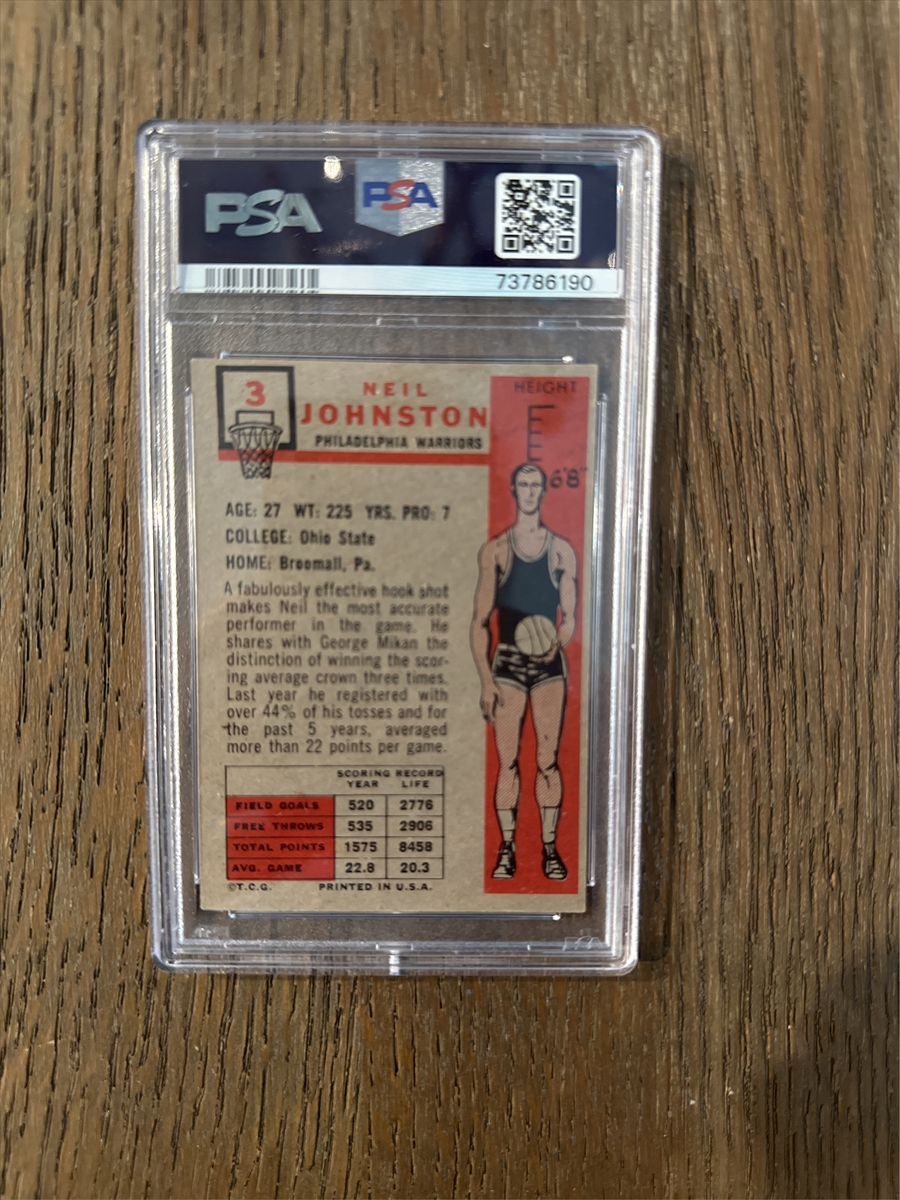 PSA
PSA
73786190
3
NEIL
JOHNSTON
PHILADELPHIA WARRIORS
HEIGHT
6'8"
AGE: 27 WT: 225 YRS. PRO: 7
COLLEGE: Ohio State
HOME: Broomall, Pa.
A fabulously effective hook shot
makes Neil the most accurate
performer in the game. He
shares with George Mikan the
distinction of winning the scor-
ing average crown three times.
Last year he registered with
over 44% of his tosses and for
the past 5 years, averaged
more than 22 points per game.
SCORING RECORD
YEAR LIFE
FIELD GOALS 520 2776
FREE THROWS 535 2906
TOTAL POINTS 1575 8458
AVG. GAME 22.8 20.3
©T.C.G. PRINTED IN U.S.A.